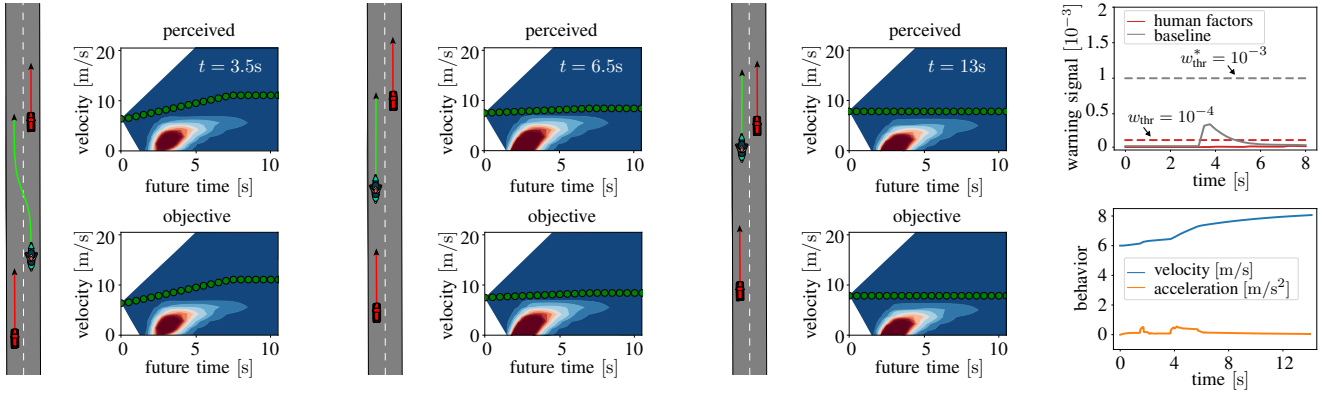 perceived
t = 3.5s
velocity [m/s]
20
10
0
0
5
10
future time [s]
objective
velocity [m/s]
20
10
0
0
5
10
future time [s]
perceived
t = 6.5s
velocity [m/s]
20
10
0
0
5
10
future time [s]
objective
velocity [m/s]
20
10
0
0
5
10
future time [s]
perceived
t = 13s
velocity [m/s]
20
10
0
0
5
10
future time [s]
objective
velocity [m/s]
20
10
0
0
5
10
future time [s]
warning signal [10⁻³]
2
1.5
1
0.5
0
human factors
baseline
w*thr = 10⁻³
wthr = 10⁻⁴
0
2
4
6
8
time [s]
behavior
8
6
4
2
0
velocity [m/s]
acceleration [m/s²]
0
4
8
12
time [s]